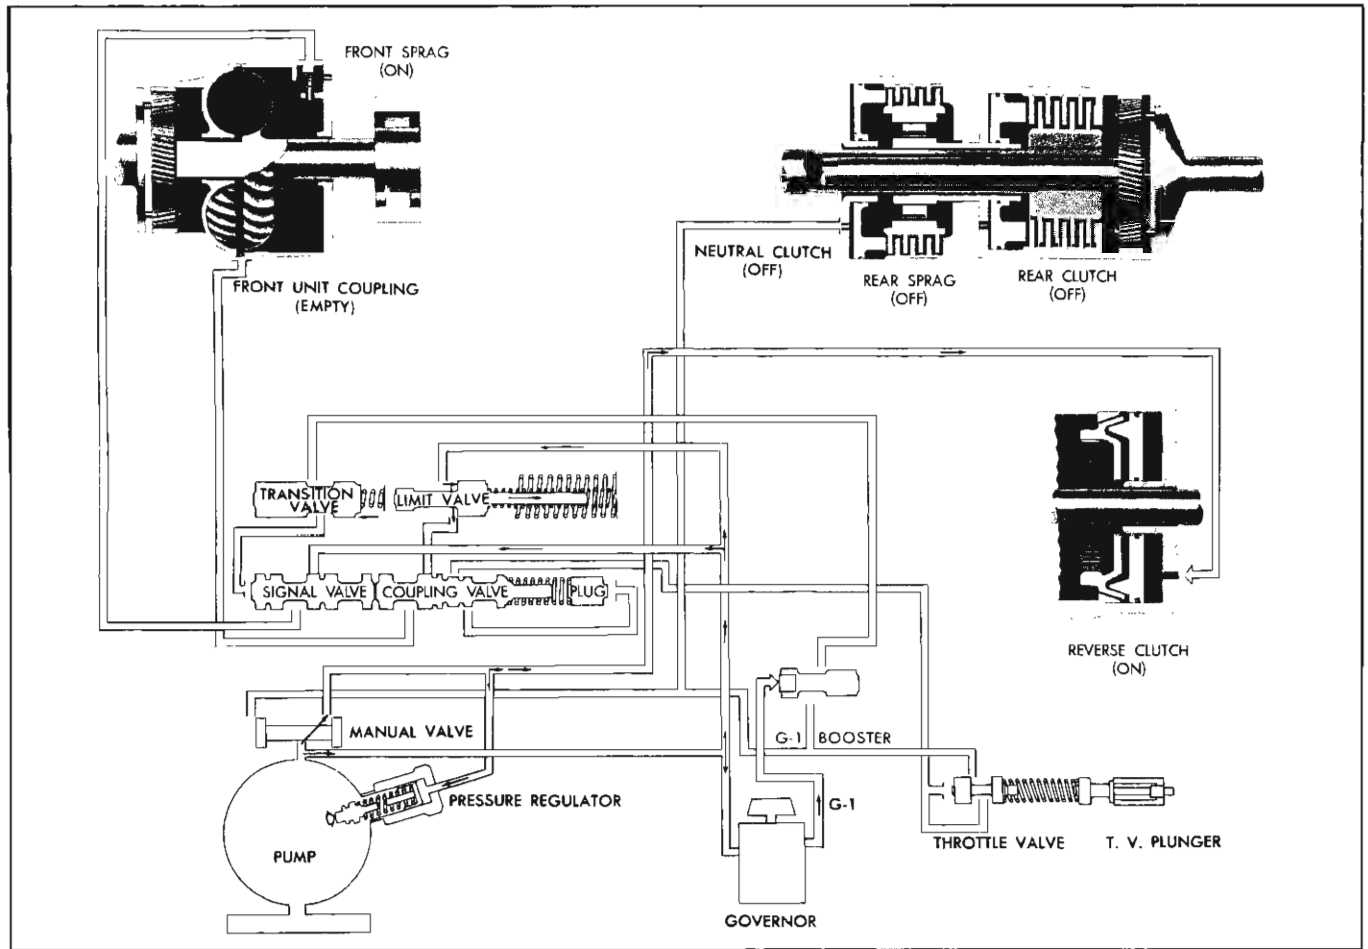 FRONT SPRAG
(ON)
FRONT UNIT COUPLING
(EMPTY)
NEUTRAL CLUTCH
(OFF)
REAR SPRAG
(OFF)
REAR CLUTCH
(OFF)
TRANSITION
VALVE
LIMIT VALVE
SIGNAL VALVE
COUPLING VALVE
PLUG
REVERSE CLUTCH
(ON)
MANUAL VALVE
G-1 BOOSTER
PRESSURE REGULATOR
G-1
PUMP
THROTTLE VALVE
T. V. PLUNGER
GOVERNOR